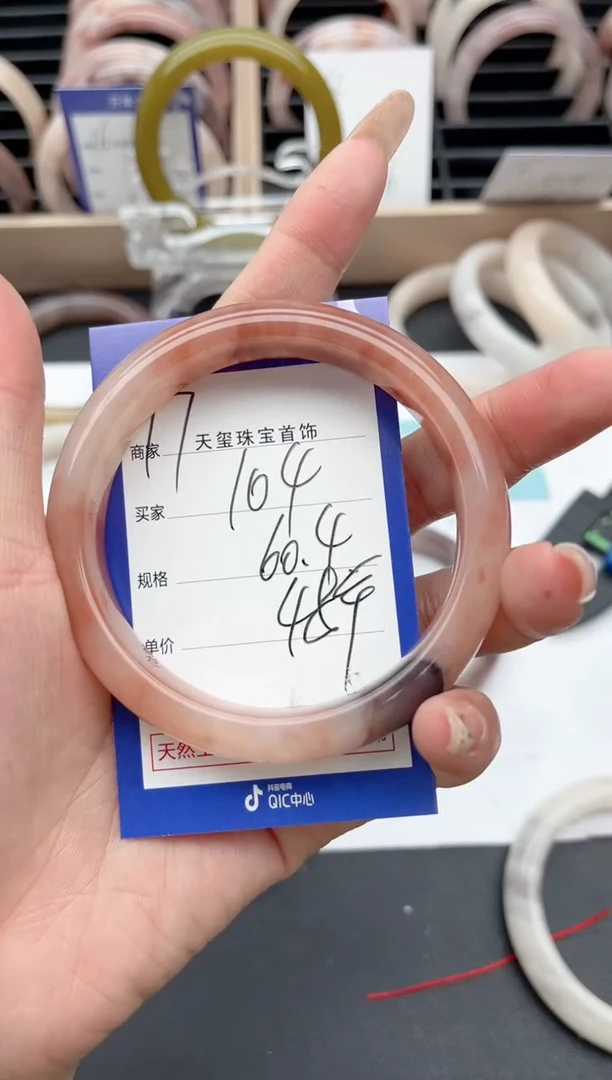 商家 17 天玺珠宝首饰
买家 104
规格 60.4
单价
天然
抖音电商
QIC中心